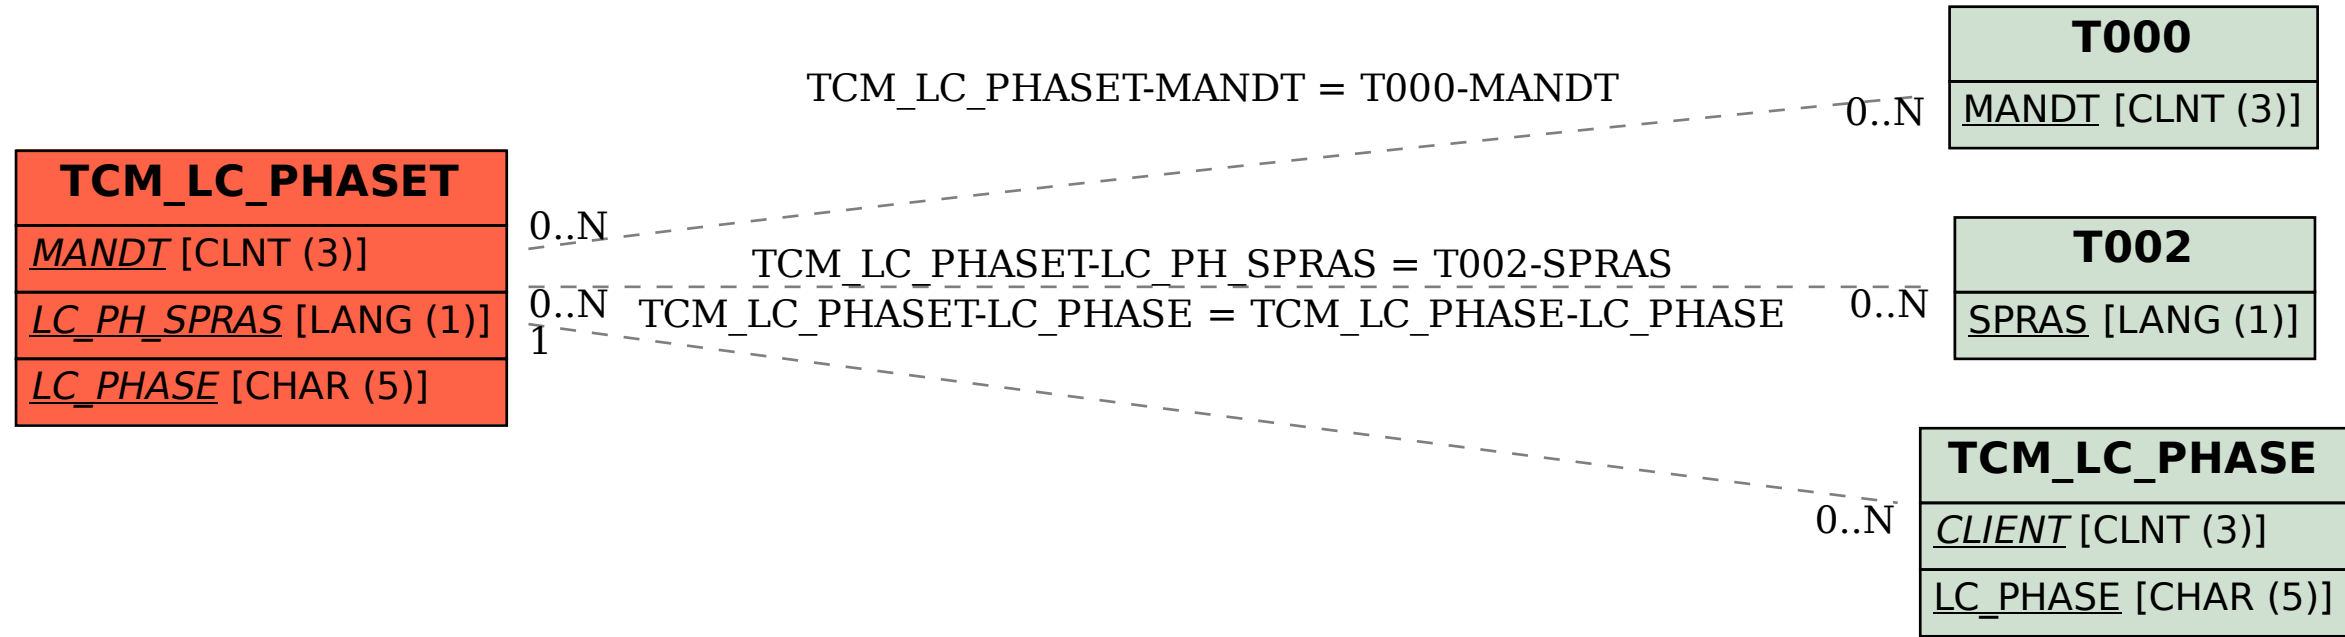 TCM_LC_PHASET
MANDT [CLNT (3)]
LC_PH_SPRAS [LANG (1)]
LC_PHASE [CHAR (5)]
TCM_LC_PHASET-MANDT = T000-MANDT
0..N
0..N
TCM_LC_PHASET-LC_PH_SPRAS = T002-SPRAS
0..N
0..N
TCM_LC_PHASET-LC_PHASE = TCM_LC_PHASE-LC_PHASE
1
0..N
T000
MANDT [CLNT (3)]
T002
SPRAS [LANG (1)]
TCM_LC_PHASE
CLIENT [CLNT (3)]
LC_PHASE [CHAR (5)]